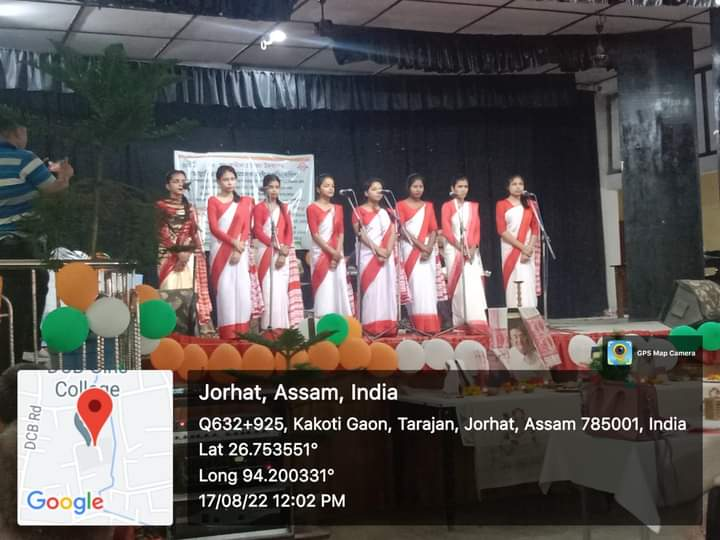 GPS Map Camera
DCB Girls
College
DCB Rd
Google
Jorhat, Assam, India
Q632+925, Kakoti Gaon, Tarajan, Jorhat, Assam 785001, India
Lat 26.753551°
Long 94.200331°
17/08/22 12:02 PM